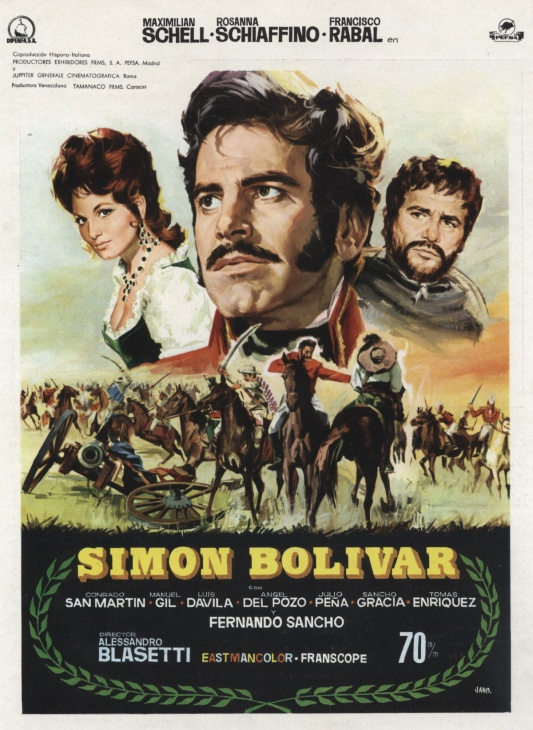 MAXIMILIAN SCHELL · ROSANNA SCHIAFFINO · FRANCISCO RABAL en
DIPENFA, S.A.
PEFSA
Coproducción Hispano-Italiana
PRODUCTORES EXHIBIDORES FILMS, S. A. PEFSA. Madrid
y
JUPPITER GENERALE CINEMATOGRAFICA Roma
Productora Venezolana TAMANACO FILMS. Caracas
SIMON BOLIVAR
con
CONRADO SAN MARTIN · MANUEL GIL · LUIS DAVILA · ANGEL DEL POZO · JULIO PEÑA · SANCHO GRACÍA · TOMAS ENRIQUEZ
Y
FERNANDO SANCHO
DIRECTOR
ALESSANDRO
BLASETTI
EASTMANCOLOR - FRANSCOPE
70 m/m
JANO.